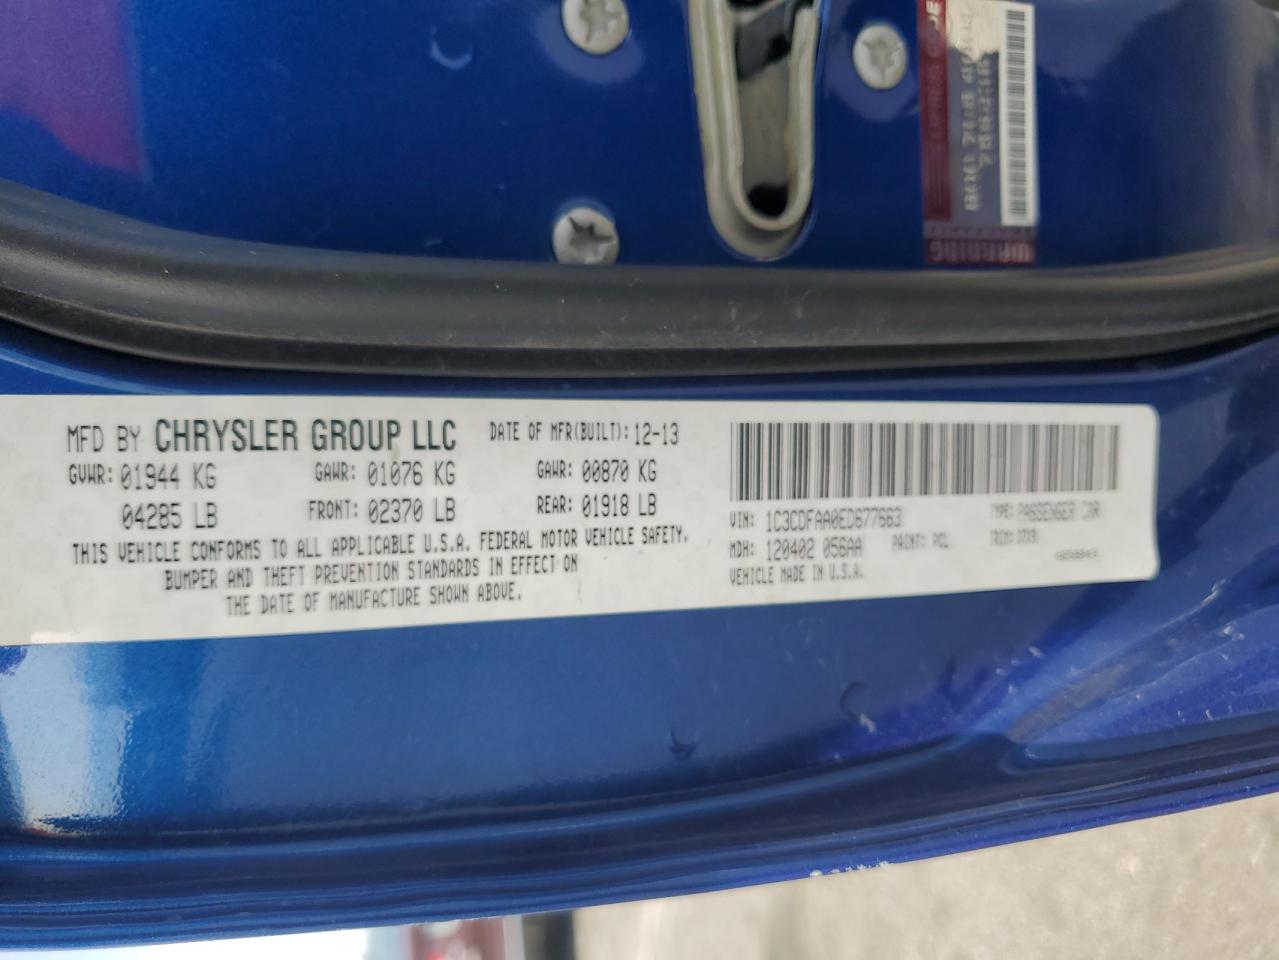 MFD BY CHRYSLER GROUP LLC DATE OF MFR(BUILT): 12-13
GVWR: 01944 KG GAWR: 01076 KG GAWR: 00870 KG
04285 LB FRONT: 02370 LB REAR: 01918 LB
THIS VEHICLE CONFORMS TO ALL APPLICABLE U.S.A. FEDERAL MOTOR VEHICLE SAFETY,
BUMPER AND THEFT PREVENTION STANDARDS IN EFFECT ON
THE DATE OF MANUFACTURE SHOWN ABOVE.
VIN: 1C3CDFAA0ED677663 TYPE: PASSENGER CAR
MDH: 120402 056AA PAINT: PCL TRIM:
VEHICLE MADE IN U.S.A.
WARNING